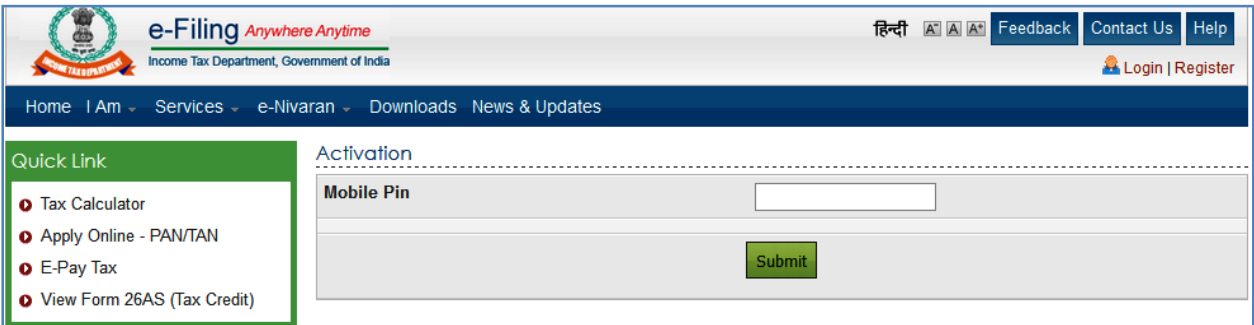 e-Filing Anywhere Anytime
Income Tax Department, Government of India
हिन्दी A- A A+ Feedback Contact Us Help
Login | Register
Home I Am Services e-Nivaran Downloads News & Updates
Quick Link
Tax Calculator
Apply Online - PAN/TAN
E-Pay Tax
View Form 26AS (Tax Credit)
Activation
Mobile Pin
Submit